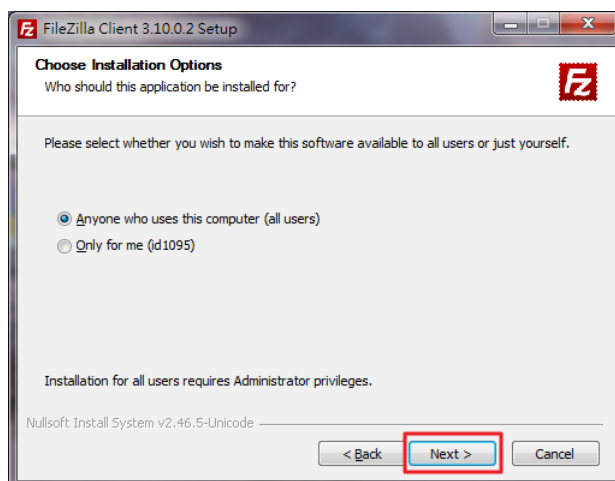 FileZilla Client 3.10.0.2 Setup
Choose Installation Options
Who should this application be installed for?
Fz
Please select whether you wish to make this software available to all users or just yourself.
Anyone who uses this computer (all users)
Only for me (id1095)
Installation for all users requires Administrator privileges.
Nullsoft Install System v2.46.5-Unicode
< Back
Next >
Cancel